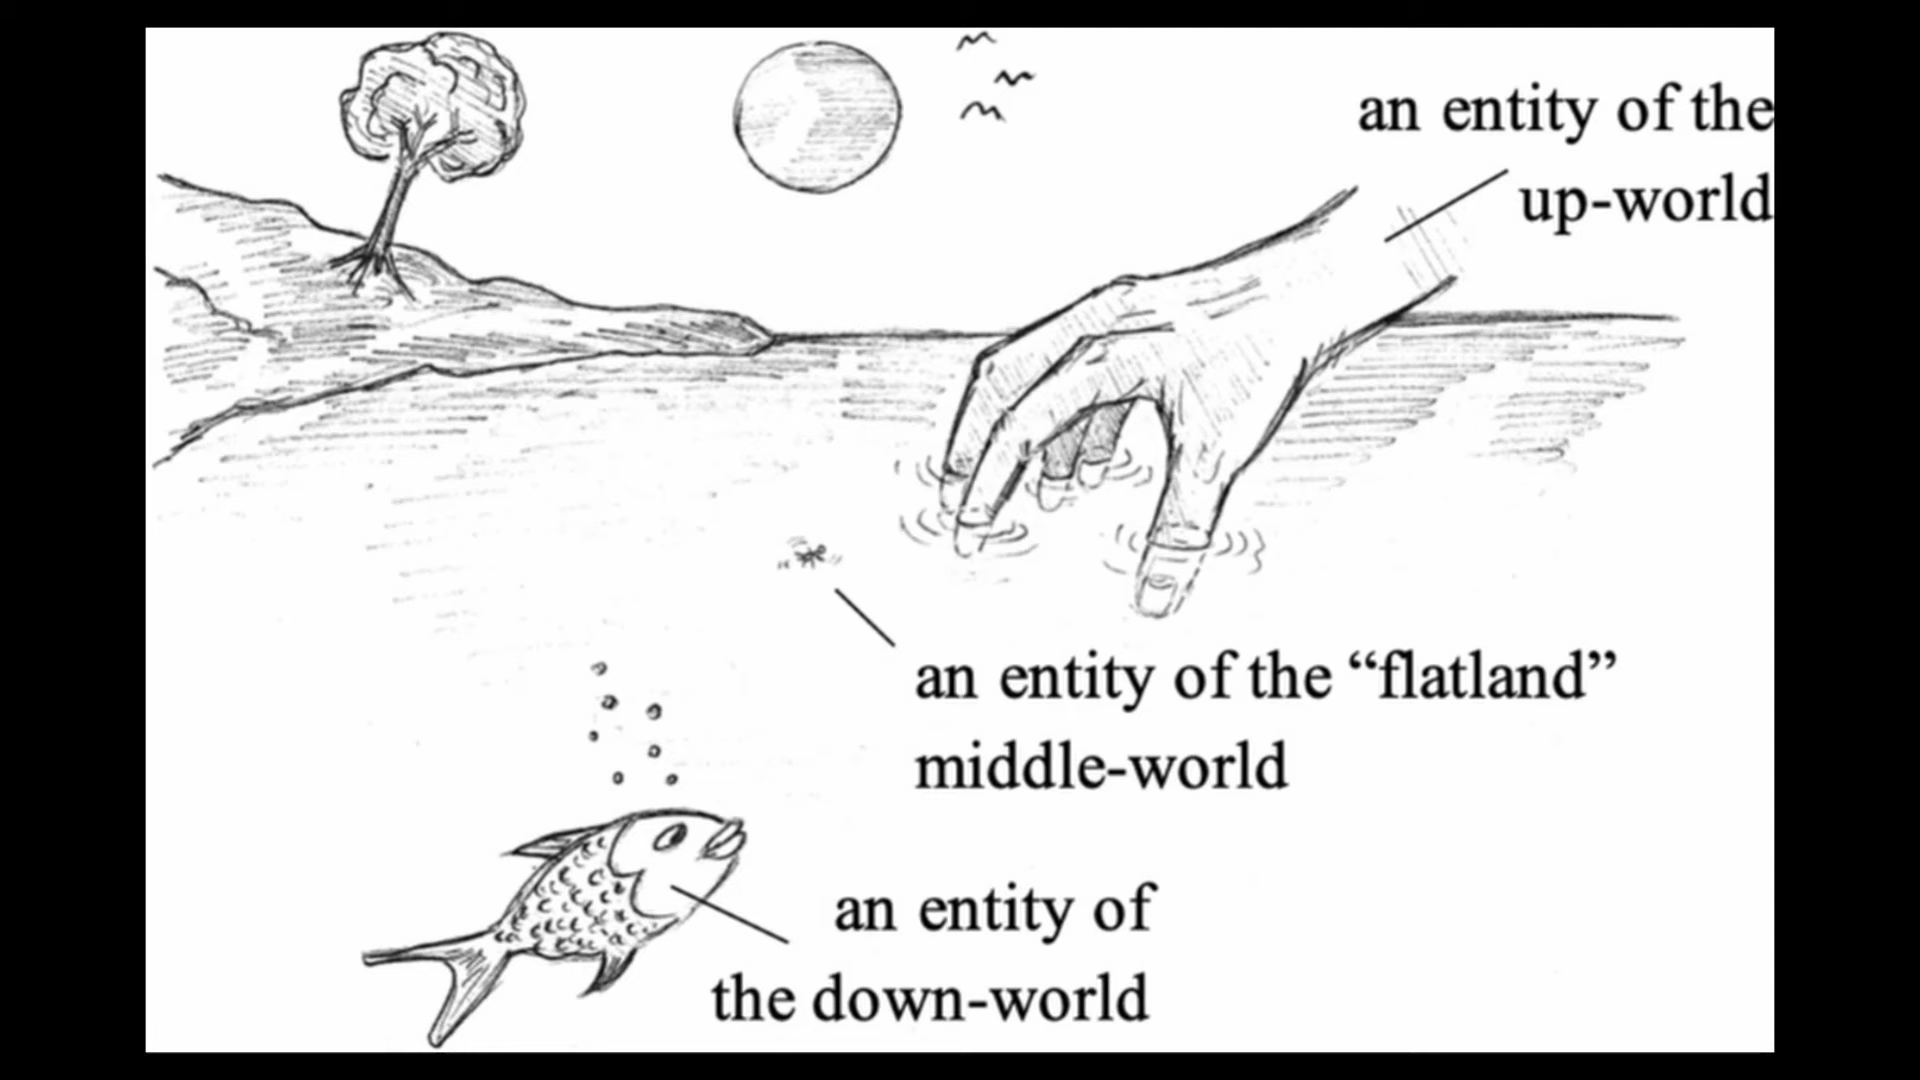 an entity of the
up-world
an entity of the “flatland”
middle-world
an entity of
the down-world